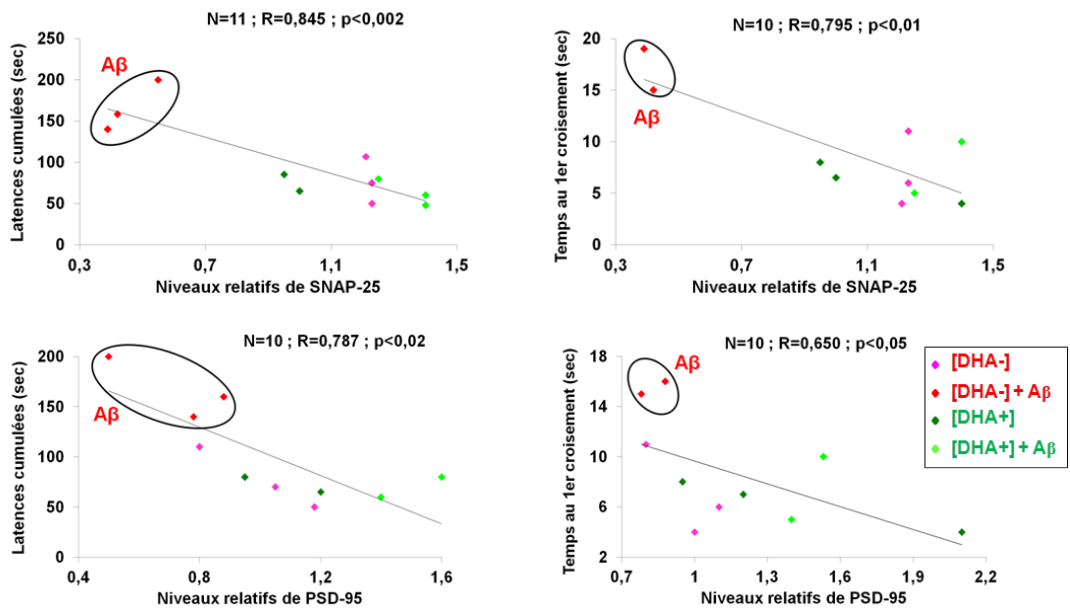 N=11 ; R=0,845 ; p<0,002
Latences cumulées (sec)
250
200
150
100
50
0
Aβ
0,3
0,7
1,1
1,5
Niveaux relatifs de SNAP-25
N=10 ; R=0,795 ; p<0,01
Temps au 1er croisement (sec)
20
15
10
5
0
Aβ
0,3
0,7
1,1
1,5
Niveaux relatifs de SNAP-25
N=10 ; R=0,787 ; p<0,02
Latences cumulées (sec)
200
150
100
50
0
Aβ
0,4
0,8
1,2
1,6
Niveaux relatifs de PSD-95
N=10 ; R=0,650 ; p<0,05
Temps au 1er croisement (sec)
18
14
10
6
2
Aβ
0,7
1
1,3
1,6
1,9
2,2
Niveaux relatifs de PSD-95
[DHA-]
[DHA-] + Aβ
[DHA+]
[DHA+] + Aβ